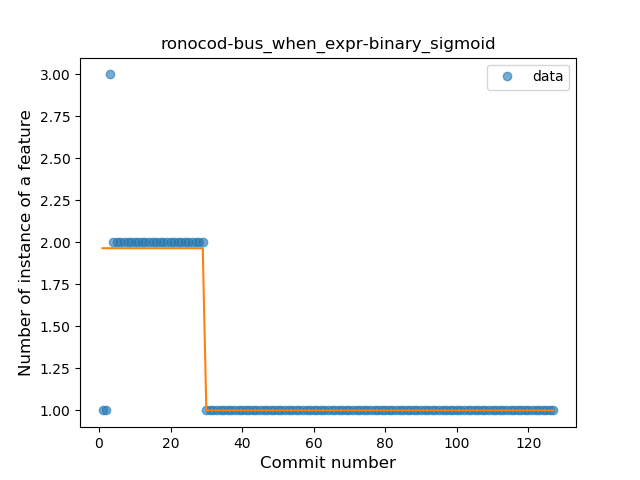 ronocod-bus_when_expr-binary_sigmoid
data
Number of instance of a feature
3.00
2.75
2.50
2.25
2.00
1.75
1.50
1.25
1.00
0 20 40 60 80 100 120
Commit number